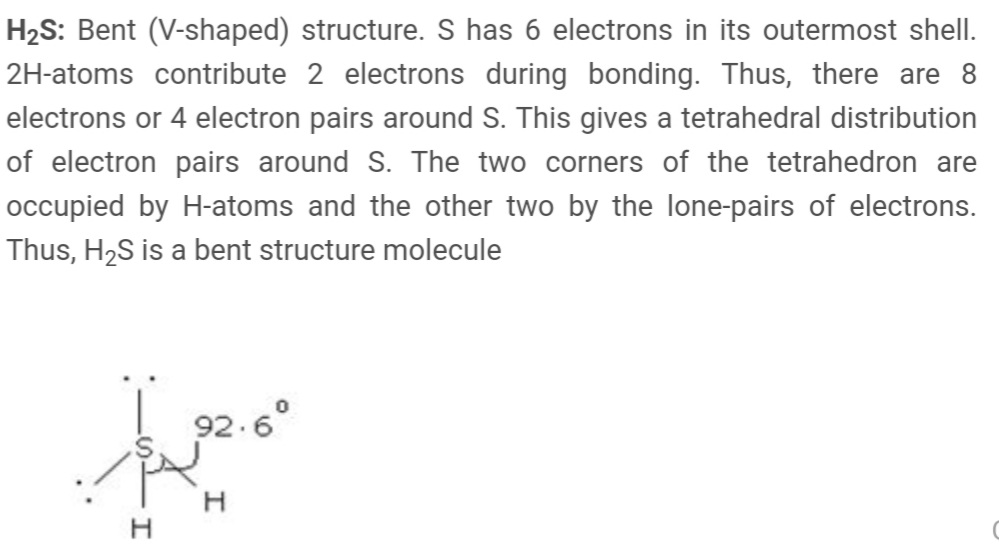 H₂S: Bent (V-shaped) structure. S has 6 electrons in its outermost shell.
2H-atoms contribute 2 electrons during bonding. Thus, there are 8
electrons or 4 electron pairs around S. This gives a tetrahedral distribution
of electron pairs around S. The two corners of the tetrahedron are
occupied by H-atoms and the other two by the lone-pairs of electrons.
Thus, H₂S is a bent structure molecule
92.6°
S
H
H